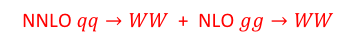 NNLO qq → WW + NLO gg → WW